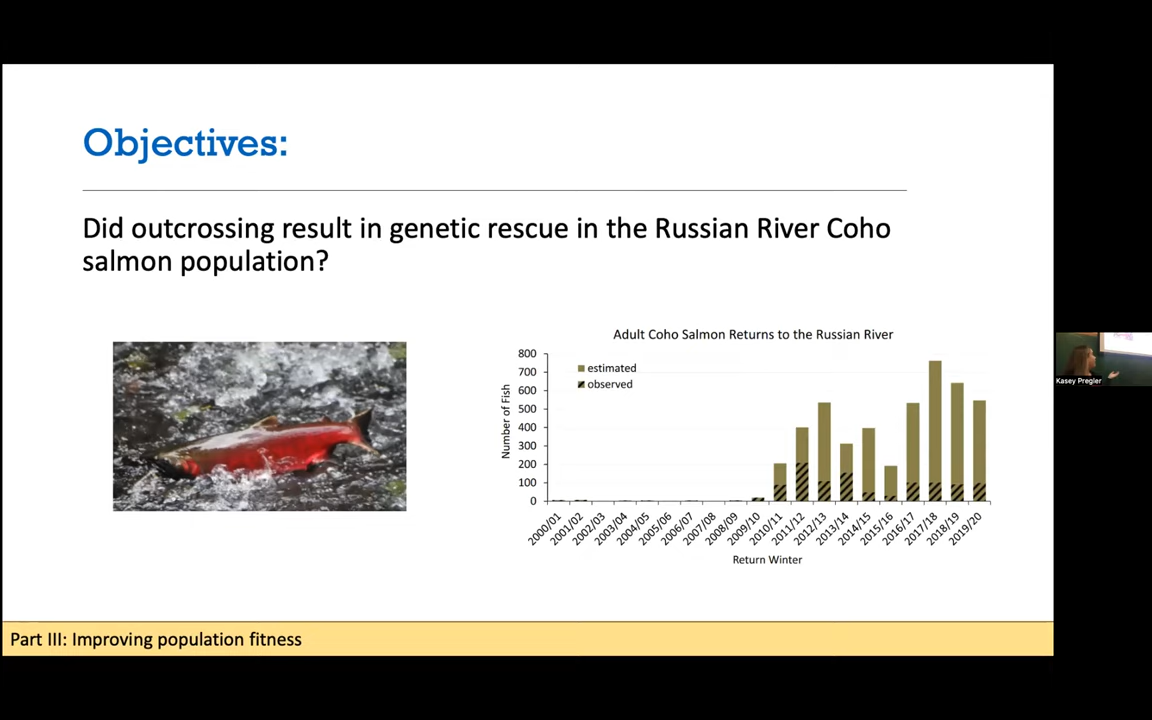 Objectives:
Did outcrossing result in genetic rescue in the Russian River Coho
salmon population?
Adult Coho Salmon Returns to the Russian River
800
700
600
500
400
300
200
100
0
Number of Fish
estimated
observed
2000/01
2001/02
2002/03
2003/04
2004/05
2005/06
2006/07
2007/08
2008/09
2009/10
2010/11
2011/12
2012/13
2013/14
2014/15
2015/16
2016/17
2017/18
2018/19
2019/20
Return Winter
Kasey Pregler
Part III: Improving population fitness